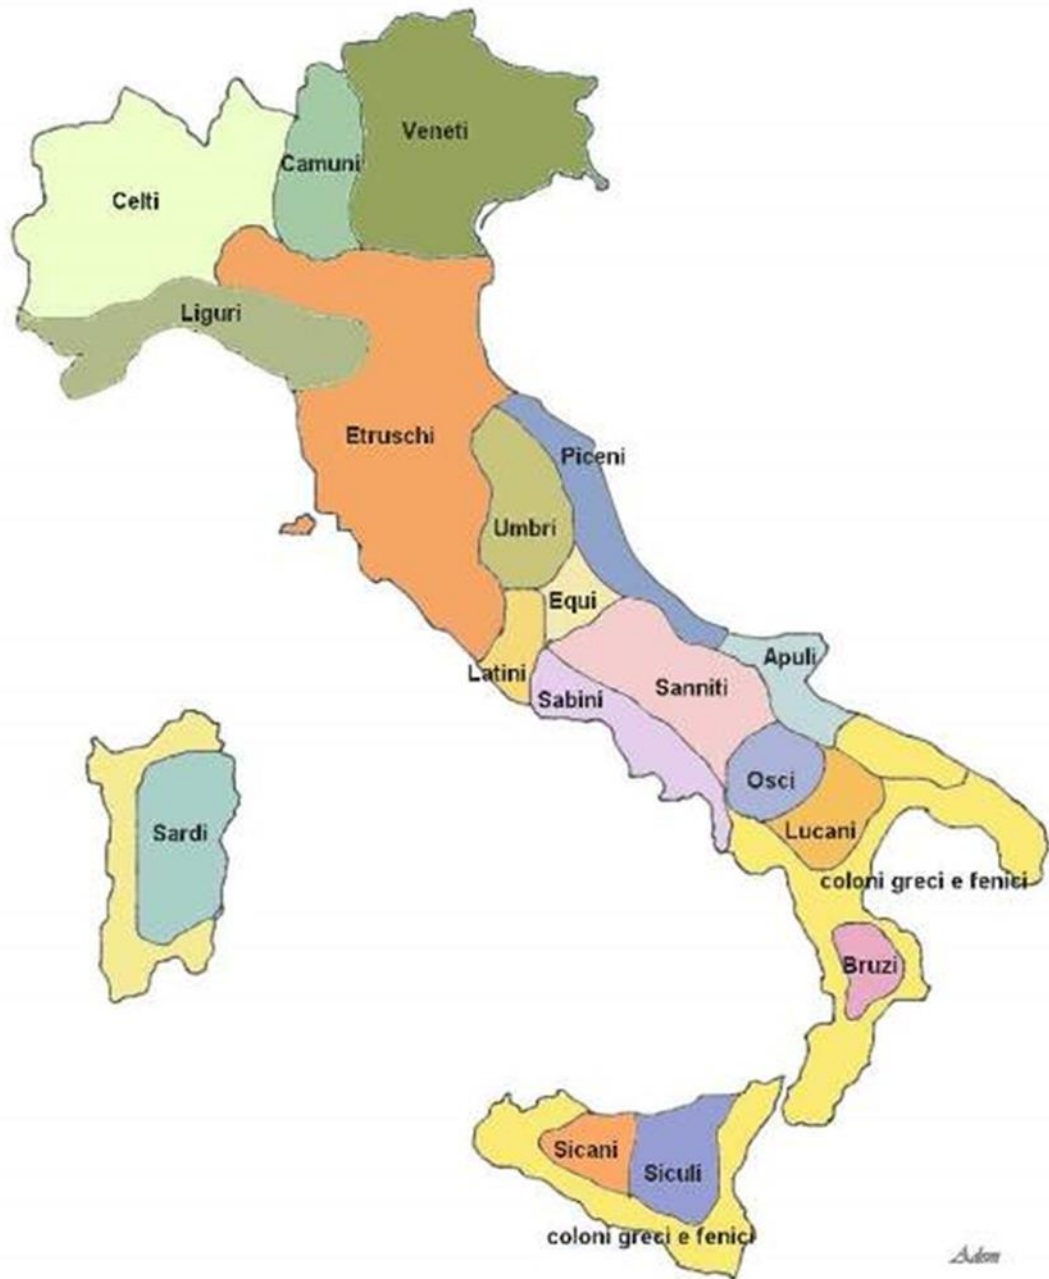 Veneti
Camuni
Celti
Liguri
Etruschi
Piceni
Umbri
Equi
Apuli
Latini
Sanniti
Sabini
Osci
Sardi
Lucani
coloni greci e fenici
Bruzi
Sicani
Siculi
coloni greci e fenici